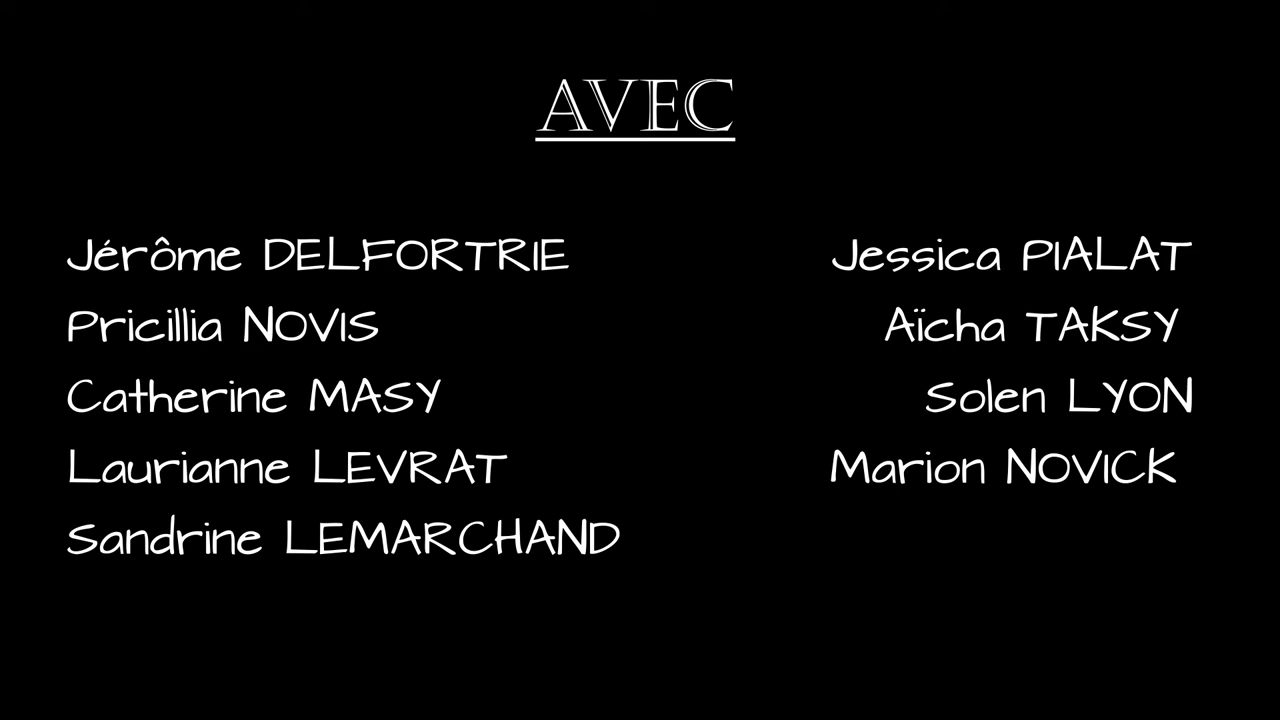 AVEC
Jérôme DELFORTRIE
Pricillia NOVIS
Catherine MASY
Laurianne LEVRAT
Sandrine LEMARCHAND
Jessica PIALAT
Aïcha TAKSY
Solen LYON
Marion NOVICK